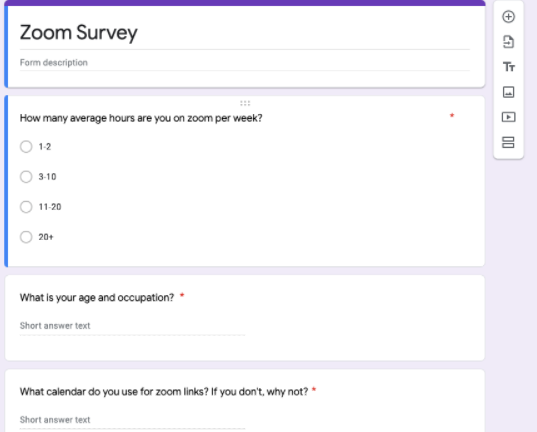 Zoom Survey
Form description
How many average hours are you on zoom per week? *
1-2
3-10
11-20
20+
What is your age and occupation? *
Short answer text
What calendar do you use for zoom links? If you don't, why not? *
Short answer text
Tт